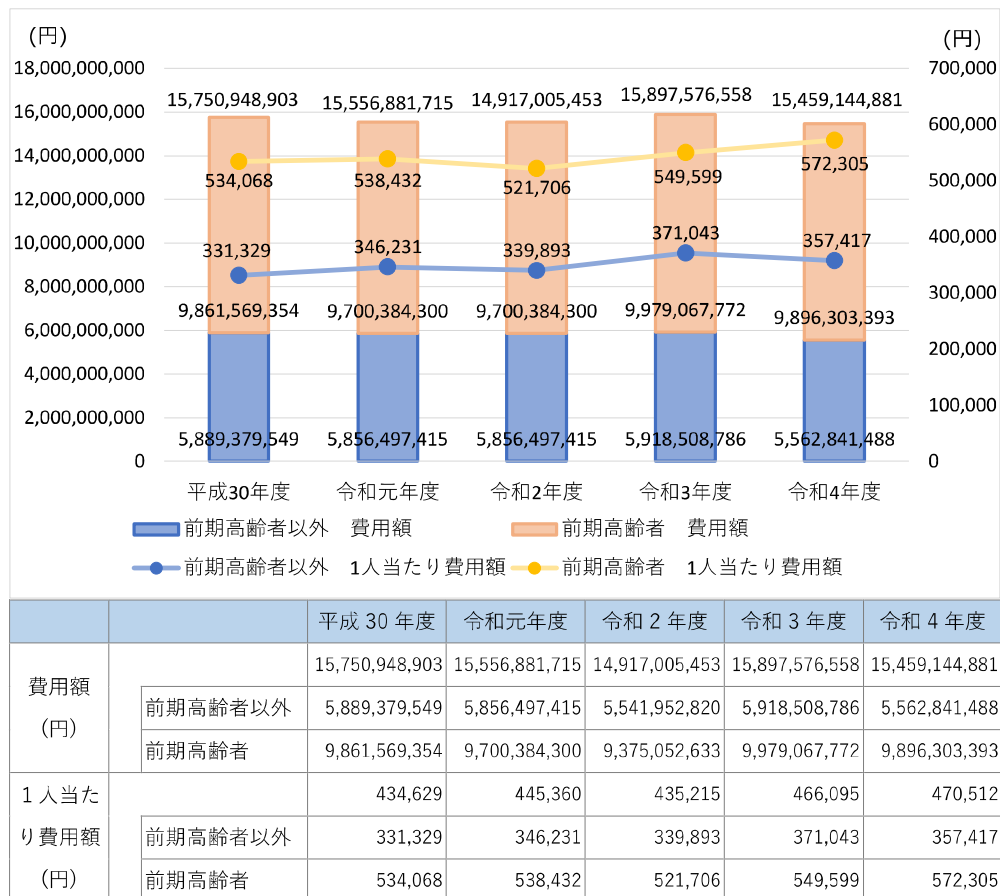 (円) (円)
18,000,000,000 700,000
15,750,948,903 15,556,881,715 14,917,005,453 15,897,576,558 15,459,144,881
16,000,000,000 600,000
14,000,000,000
534,068 538,432 521,706 549,599 572,305
500,000
12,000,000,000
10,000,000,000 400,000
331,329 346,231 339,893 371,043 357,417
8,000,000,000
300,000
9,861,569,354 9,700,384,300 9,700,384,300 9,979,067,772 9,896,303,393
6,000,000,000
200,000
4,000,000,000
2,000,000,000 100,000
5,889,379,549 5,856,497,415 5,856,497,415 5,918,508,786 5,562,841,488
0 0
平成30年度 令和元年度 令和2年度 令和3年度 令和4年度
前期高齢者以外 費用額 前期高齢者 費用額
前期高齢者以外 1人当たり費用額 前期高齢者 1人当たり費用額
平成 30 年度 令和元年度 令和 2 年度 令和 3 年度 令和 4 年度
費用額
(円)
15,750,948,903 15,556,881,715 14,917,005,453 15,897,576,558 15,459,144,881
前期高齢者以外 5,889,379,549 5,856,497,415 5,541,952,820 5,918,508,786 5,562,841,488
前期高齢者 9,861,569,354 9,700,384,300 9,375,052,633 9,979,067,772 9,896,303,393
1 人当た
り費用額
(円)
434,629 445,360 435,215 466,095 470,512
前期高齢者以外 331,329 346,231 339,893 371,043 357,417
前期高齢者 534,068 538,432 521,706 549,599 572,305